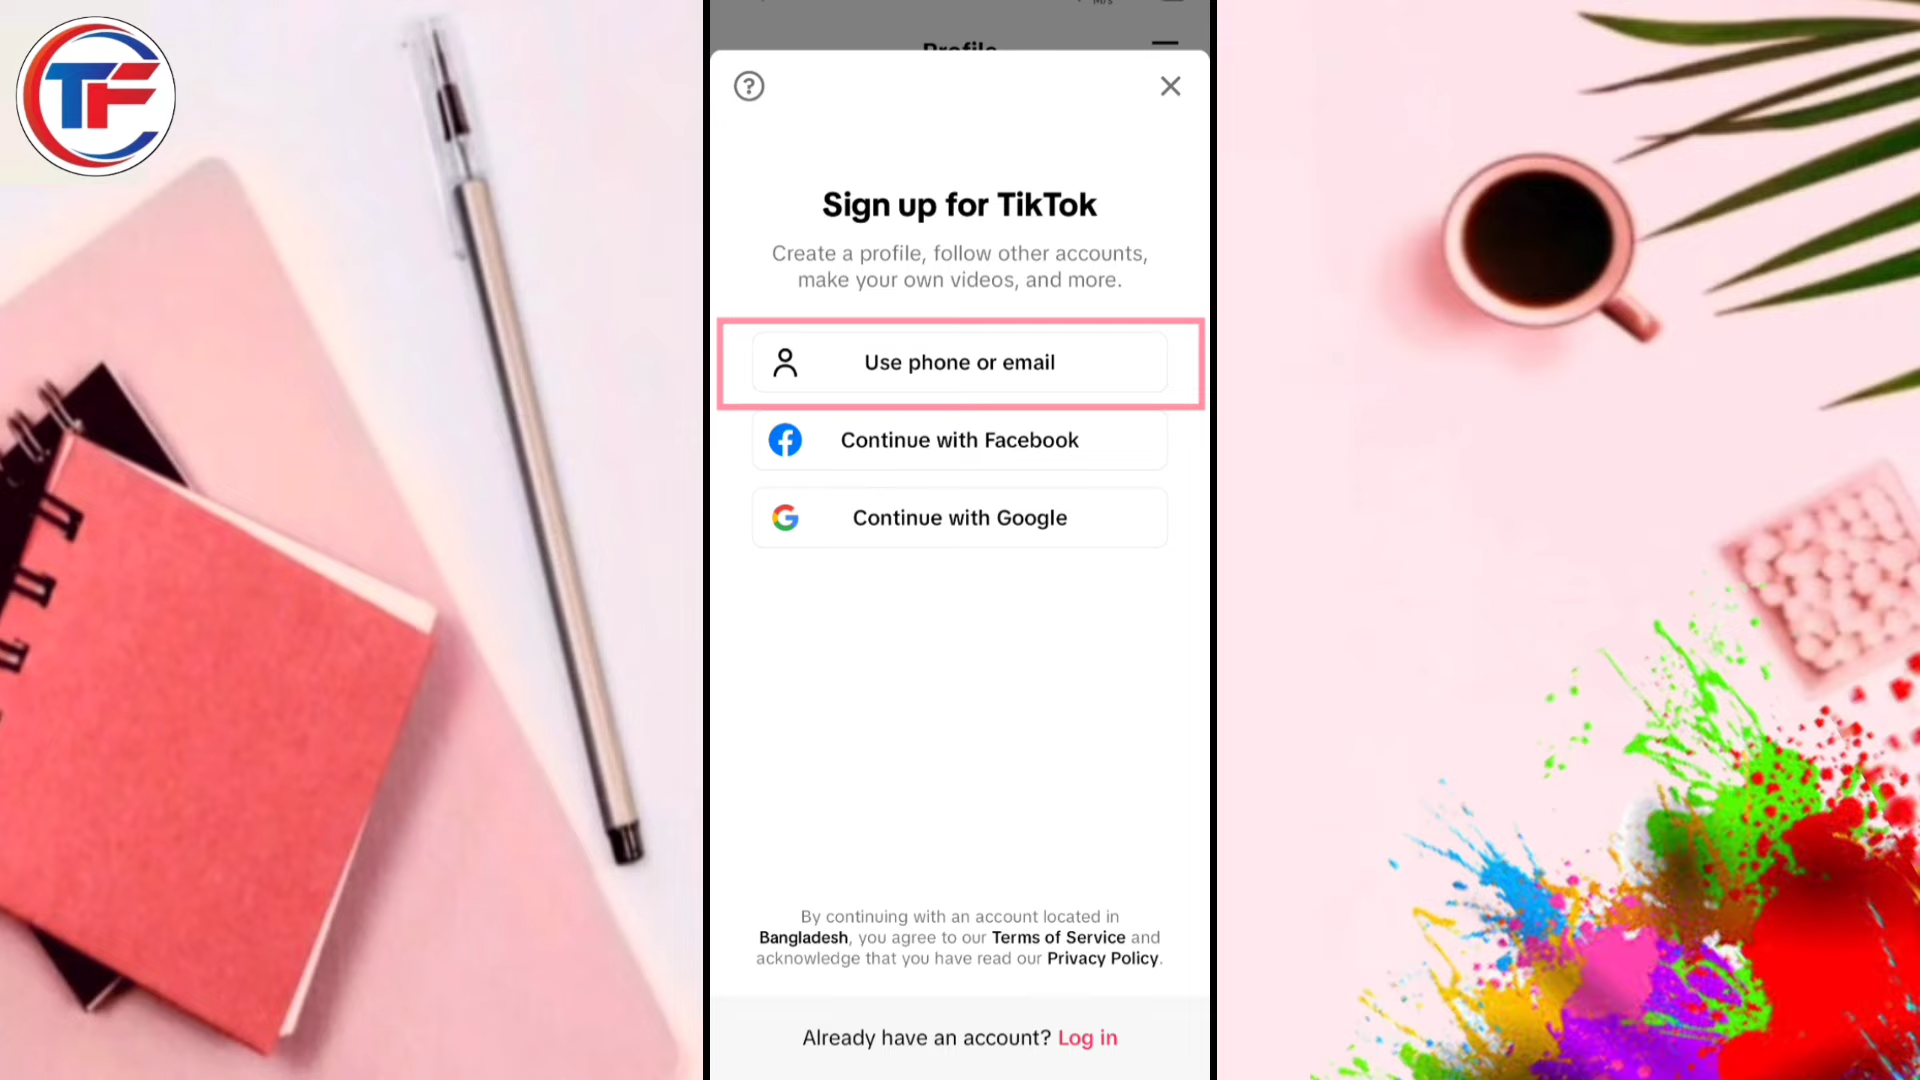 TF
Profile
Sign up for TikTok
Create a profile, follow other accounts,
make your own videos, and more.
Use phone or email
Continue with Facebook
Continue with Google
By continuing with an account located in
Bangladesh, you agree to our Terms of Service and
acknowledge that you have read our Privacy Policy.
Already have an account? Log in